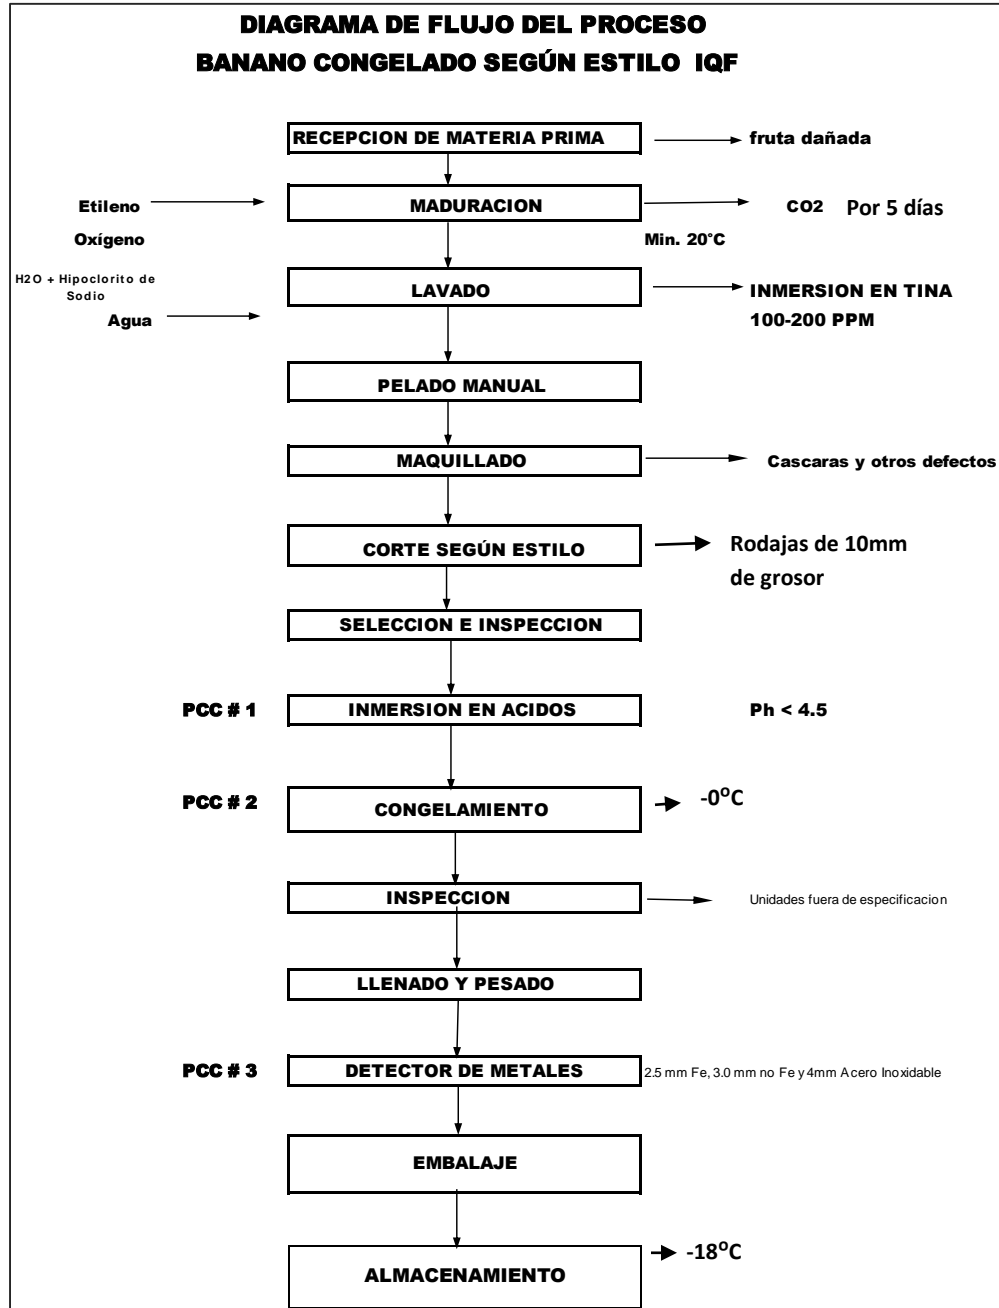 DIAGRAMA DE FLUJO DEL PROCESO
BANANO CONGELADO SEGÚN ESTILO IQF
RECEPCION DE MATERIA PRIMA
fruta dañada
Etileno
MADURACION
CO2
Por 5 días
Oxígeno
Min. 20°C
H2O + Hipoclorito de
Sodio
LAVADO
INMERSION EN TINA
Agua
100-200 PPM
PELADO MANUAL
MAQUILLADO
Cascaras y otros defectos
CORTE SEGÚN ESTILO
Rodajas de 10mm
de grosor
SELECCION E INSPECCION
PCC # 1
INMERSION EN ACIDOS
Ph < 4.5
PCC # 2
CONGELAMIENTO
-0°C
INSPECCION
Unidades fuera de especificacion
LLENADO Y PESADO
PCC # 3
DETECTOR DE METALES
2.5 mm Fe, 3.0 mm no Fe y 4mm Acero Inoxidable
EMBALAJE
ALMACENAMIENTO
-18°C